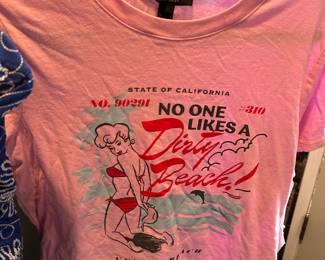 STATE OF CALIFORNIA
NO. 90291
#310
NO ONE
LIKES A
Dirty
Beach!